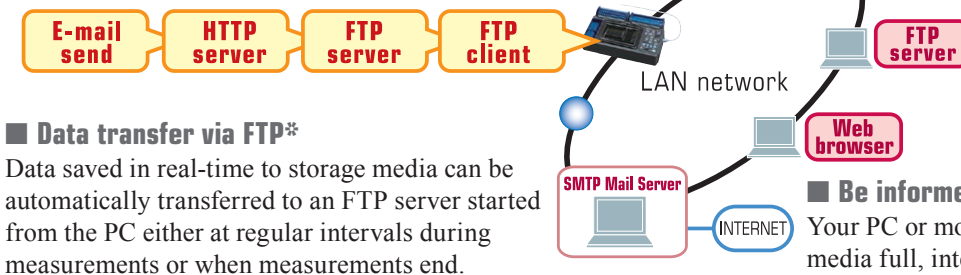 E-mail
send
HTTP
server
FTP
server
FTP
client
FTP
server
LAN network
Web
browser
SMTP Mail Server
INTERNET
■ Data transfer via FTP*
Data saved in real-time to storage media can be
automatically transferred to an FTP server started
from the PC either at regular intervals during
measurements or when measurements end.
■ Be informe
Your PC or mo
media full, int